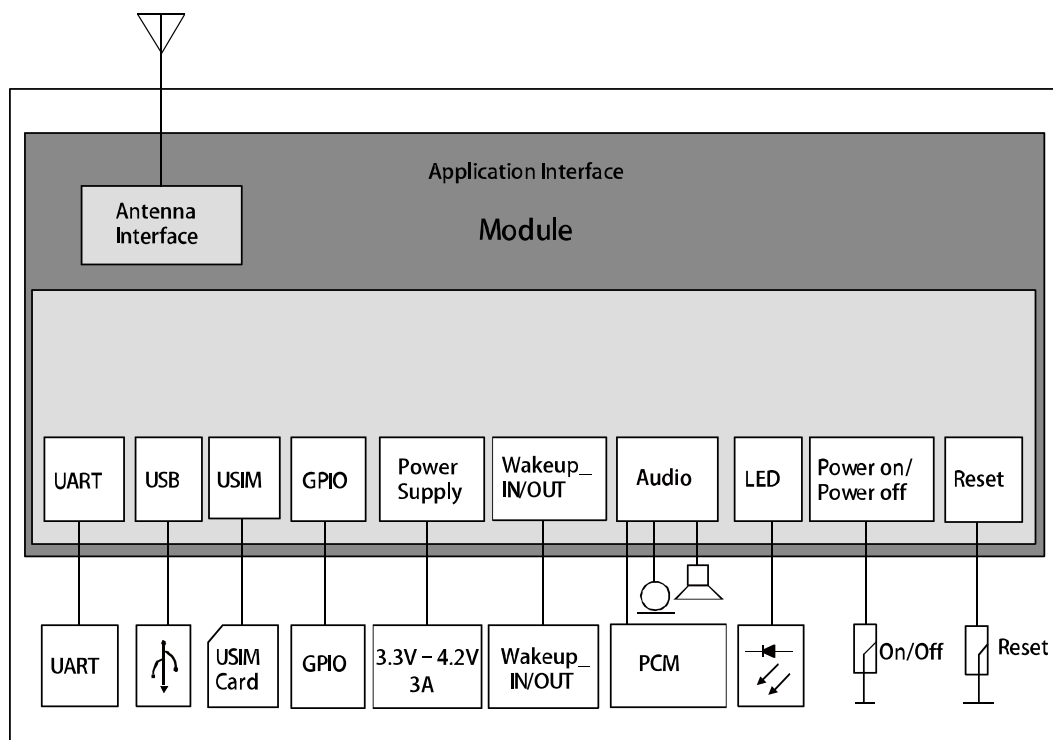 Application Interface
Antenna
Interface
Module
UART
USB
USIM
GPIO
Power
Supply
Wakeup_
IN/OUT
Audio
LED
Power on/
Power off
Reset
UART
USIM
Card
GPIO
3.3V – 4.2V
3A
Wakeup_
IN/OUT
PCM
On/Off
Reset